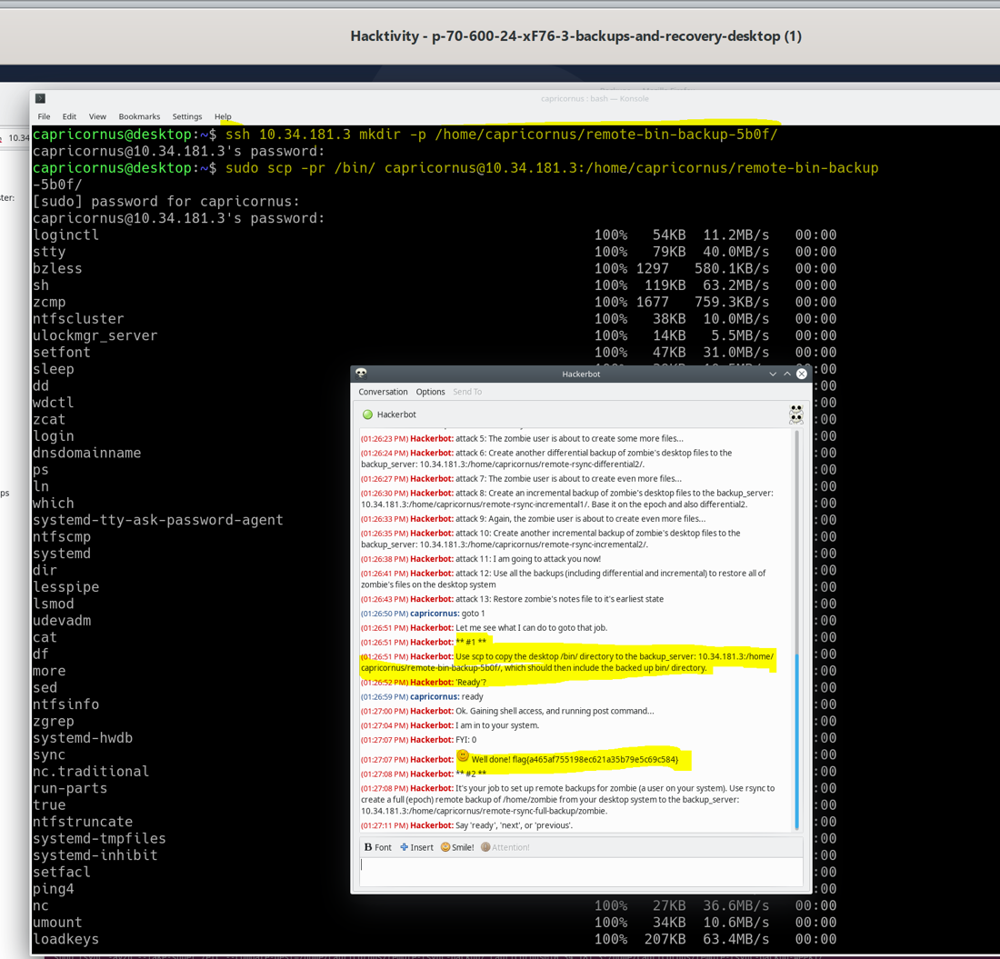 Hacktivity - p-70-600-24-xF76-3-backups-and-recovery-desktop (1)
capricornus : bash — Konsole
File Edit View Bookmarks Settings Help
10.34
capricornus@desktop:~$ ssh 10.34.181.3 mkdir -p /home/capricornus/remote-bin-backup-5b0f/
capricornus@10.34.181.3's password:
capricornus@desktop:~$ sudo scp -pr /bin/ capricornus@10.34.181.3:/home/capricornus/remote-bin-backup
-5b0f/
ster:
[sudo] password for capricornus:
capricornus@10.34.181.3's password:
loginctl 100% 54KB 11.2MB/s 00:00
stty 100% 79KB 40.0MB/s 00:00
bzless 100% 1297 580.1KB/s 00:00
sh 100% 119KB 63.2MB/s 00:00
zcmp 100% 1677 759.3KB/s 00:00
ntfscluster 100% 38KB 10.0MB/s 00:00
ulockmgr_server 100% 14KB 5.5MB/s 00:00
setfont 100% 47KB 31.0MB/s 00:00
sleep :00
dd :00
wdctl :00
zcat :00
login :00
dnsdomainname :00
ps :00
ln :00
ps
which :00
systemd-tty-ask-password-agent :00
ntfscmp :00
systemd :00
dir :00
lesspipe :00
lsmod :00
udevadm :00
cat :00
df :00
more :00
sed :00
ntfsinfo :00
zgrep :00
systemd-hwdb :00
sync :00
nc.traditional :00
run-parts :00
true :00
ntfstruncate :00
systemd-tmpfiles :00
systemd-inhibit :00
setfacl :00
ping4 :00
nc 100% 27KB 36.6MB/s 00:00
umount 100% 34KB 10.6MB/s 00:00
loadkeys 100% 207KB 63.4MB/s 00:00
Hackerbot
Conversation Options Send To
Hackerbot
(01:26:23 PM) Hackerbot: attack 5: The zombie user is about to create some more files...
(01:26:24 PM) Hackerbot: attack 6: Create another differential backup of zombie's desktop files to the
backup_server: 10.34.181.3:/home/capricornus/remote-rsync-differential2/.
(01:26:27 PM) Hackerbot: attack 7: The zombie user is about to create even more files...
(01:26:30 PM) Hackerbot: attack 8: Create an incremental backup of zombie's desktop files to the backup_server:
10.34.181.3:/home/capricornus/remote-rsync-incremental1/. Base it on the epoch and also differential2.
(01:26:33 PM) Hackerbot: attack 9: Again, the zombie user is about to create even more files...
(01:26:35 PM) Hackerbot: attack 10: Create another incremental backup of zombie's desktop files to the
backup_server: 10.34.181.3:/home/capricornus/remote-rsync-incremental2/.
(01:26:38 PM) Hackerbot: attack 11: I am going to attack you now!
(01:26:41 PM) Hackerbot: attack 12: Use all the backups (including differential and incremental) to restore all of
zombie's files on the desktop system
(01:26:43 PM) Hackerbot: attack 13: Restore zombie's notes file to it's earliest state
(01:26:50 PM) capricornus: goto 1
(01:26:51 PM) Hackerbot: Let me see what I can do to goto that job.
(01:26:51 PM) Hackerbot: ** #1 **
(01:26:51 PM) Hackerbot: Use scp to copy the desktop /bin/ directory to the backup_server: 10.34.181.3:/home/
capricornus/remote-bin-backup-5b0f/, which should then include the backed up bin/ directory.
(01:26:52 PM) Hackerbot: 'Ready'?
(01:26:59 PM) capricornus: ready
(01:27:00 PM) Hackerbot: Ok. Gaining shell access, and running post command...
(01:27:04 PM) Hackerbot: I am in to your system.
(01:27:07 PM) Hackerbot: FYI: 0
(01:27:07 PM) Hackerbot: Well done! flag{a465af755198ec621a35b79e5c69c584}
(01:27:08 PM) Hackerbot: ** #2 **
(01:27:08 PM) Hackerbot: It's your job to set up remote backups for zombie (a user on your system). Use rsync to
create a full (epoch) remote backup of /home/zombie from your desktop system to the backup_server:
10.34.181.3:/home/capricornus/remote-rsync-full-backup/zombie.
(01:27:11 PM) Hackerbot: Say 'ready', 'next', or 'previous'.
B Font Insert Smile! Attention!